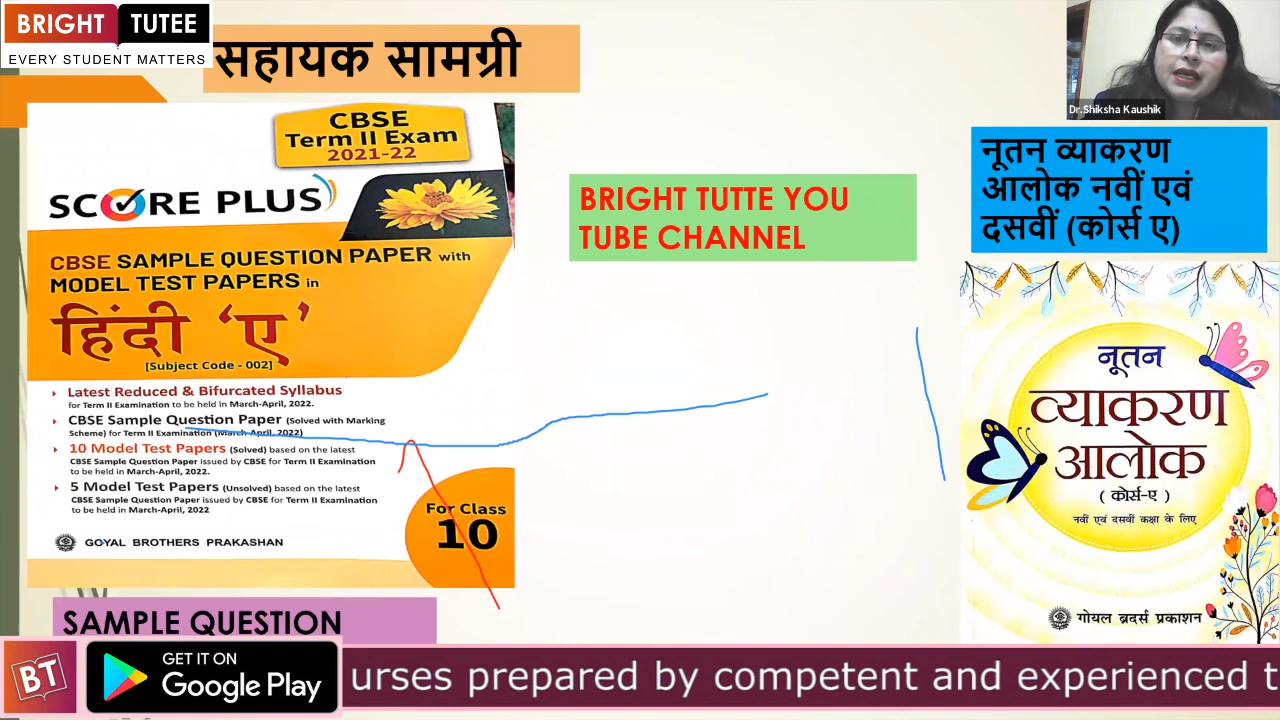 BRIGHT TUTEE
EVERY STUDENT MATTERS
सहायक सामग्री
Dr.Shiksha Kaushik
CBSE
Term II Exam
2021-22
SCORE PLUS
CBSE SAMPLE QUESTION PAPER with
MODEL TEST PAPERS in
हिंदी ‘ए’
[Subject Code - 002]
Latest Reduced & Bifurcated Syllabus
for Term II Examination to be held in March-April, 2022.
CBSE Sample Question Paper (Solved with Marking
Scheme) for Term II Examination (March-April, 2022)
10 Model Test Papers (Solved) based on the latest
CBSE Sample Question Paper issued by CBSE for Term II Examination
to be held in March-April, 2022.
5 Model Test Papers (Unsolved) based on the latest
CBSE Sample Question Paper issued by CBSE for Term II Examination
to be held in March-April, 2022
GOYAL BROTHERS PRAKASHAN
For Class
10
SAMPLE QUESTION
BRIGHT TUTTE YOU
TUBE CHANNEL
नूतन व्याकरण
आलोक नवीं एवं
दसवीं (कोर्स ए)
नूतन
व्याकरण
आलोक
( कोर्स-ए )
नवीं एवं दसवीं कक्षा के लिए
गोयल ब्रदर्स प्रकाशन
BT
GET IT ON
Google Play
urses prepared by competent and experienced t